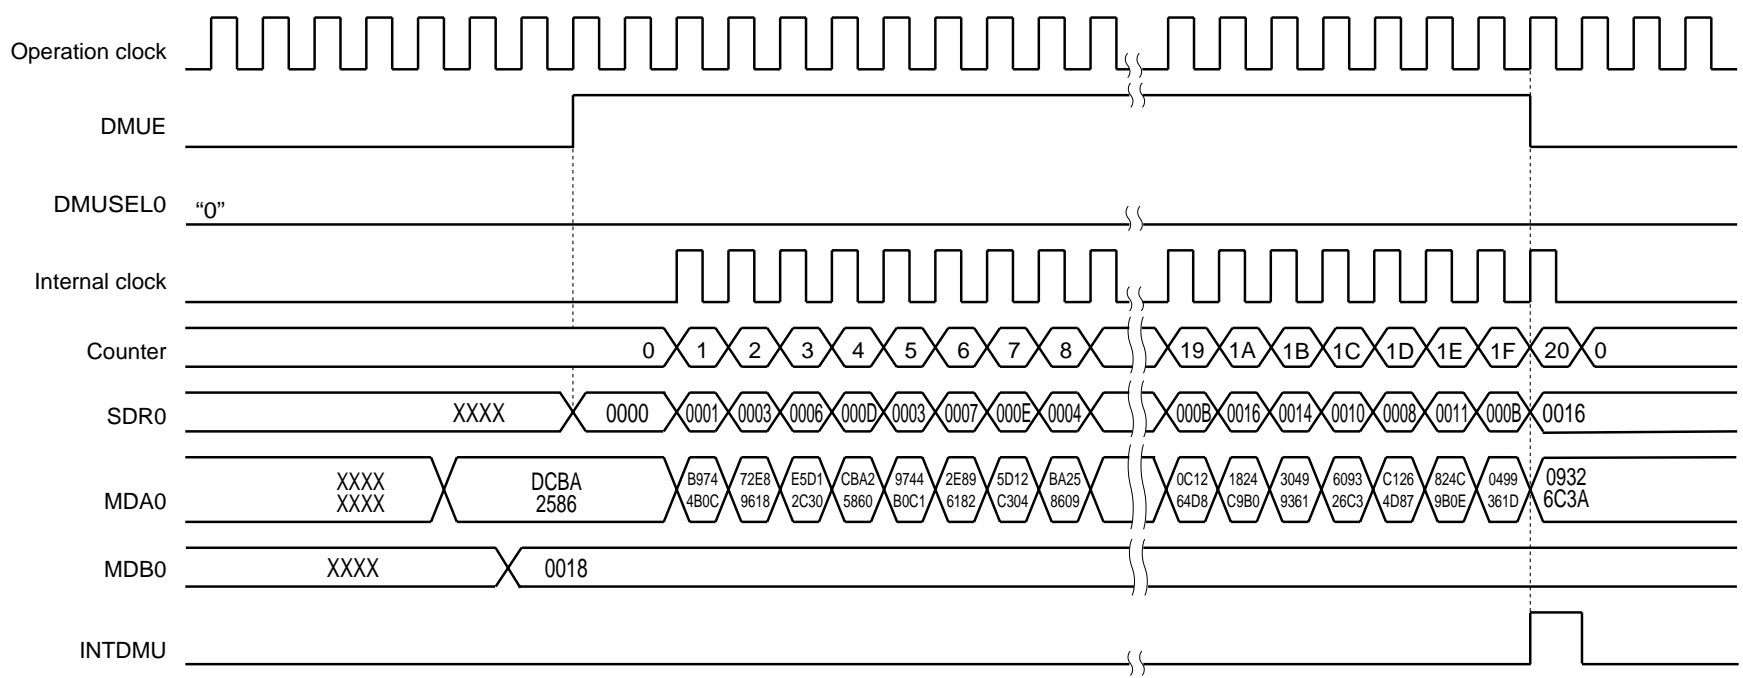 Operation clock
DMUE
DMUSEL0 “0”
Internal clock
Counter 0 1 2 3 4 5 6 7 8 19 1A 1B 1C 1D 1E 1F 20 0
SDR0 XXXX 0000 0001 0003 0006 000D 0003 0007 000E 0004 000B 0016 0014 0010 0008 0011 000B 0016
XXXX DCBA B974 72E8 E5D1 CBA2 9744 2E89 5D12 BA25 0C12 1824 3049 6093 C126 824C 0499 0932
MDA0 XXXX 2586 4B0C 9618 2C30 5860 B0C1 6182 C304 8609 64D8 C9B0 9361 26C3 4D87 9B0E 361D 6C3A
MDB0 XXXX 0018
INTDMU